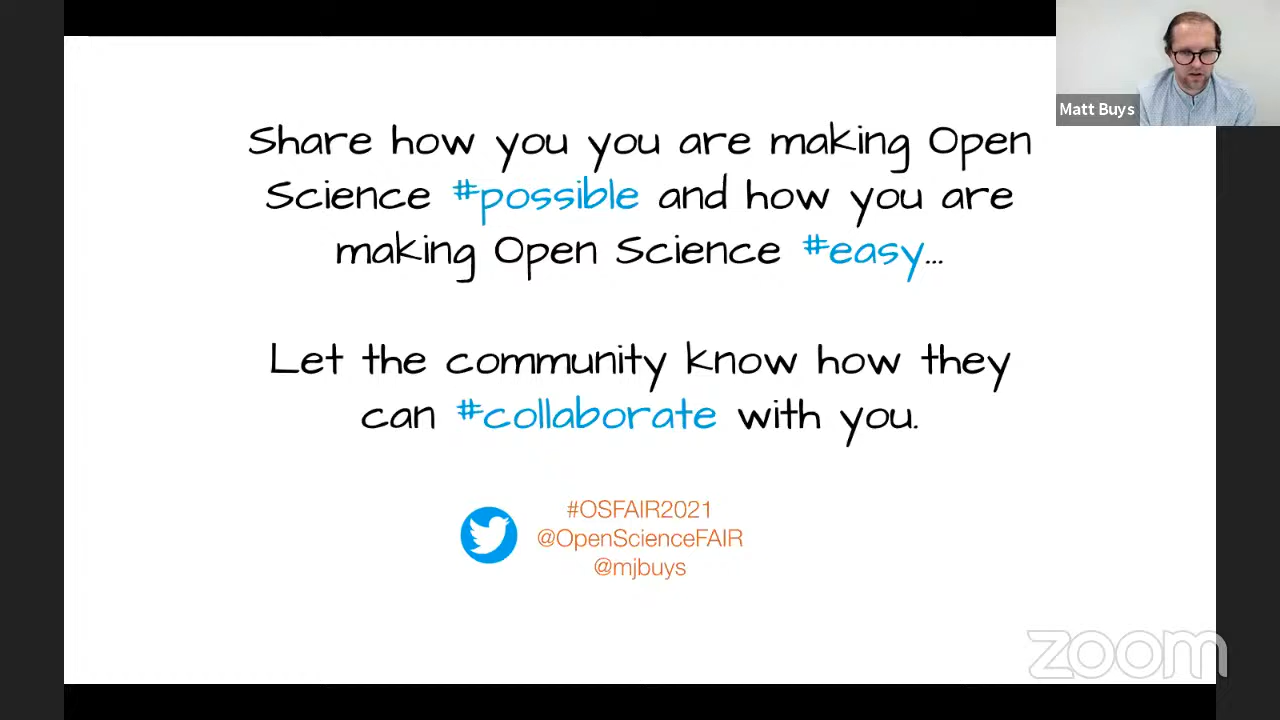 Matt Buys
Share how you you are making Open
Science #possible and how you are
making Open Science #easy...
Let the community know how they
can #collaborate with you.
#OSFAIR2021
@OpenScienceFAIR
@mjbuys
zoom